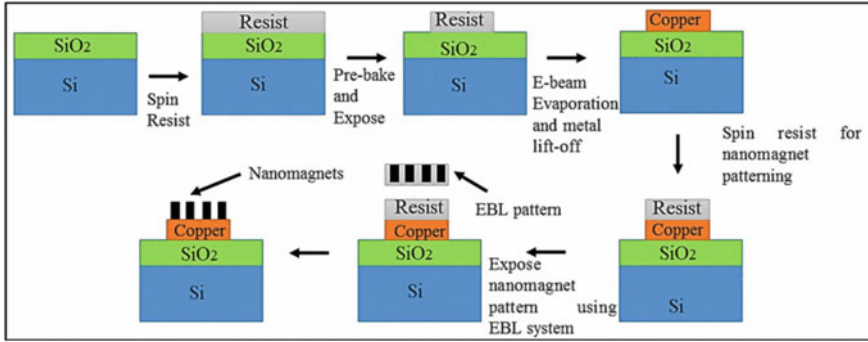 SiO2
Si
Spin
Resist
Resist
SiO2
Si
Pre-bake
and
Expose
Resist
SiO2
Si
E-beam
Evaporation
and metal
lift-off
Copper
SiO2
Si
Spin resist for
nanomagnet
patterning
Resist
Copper
SiO2
Si
Expose
nanomagnet
pattern using
EBL system
EBL pattern
Resist
Copper
SiO2
Si
Nanomagnets
Copper
SiO2
Si